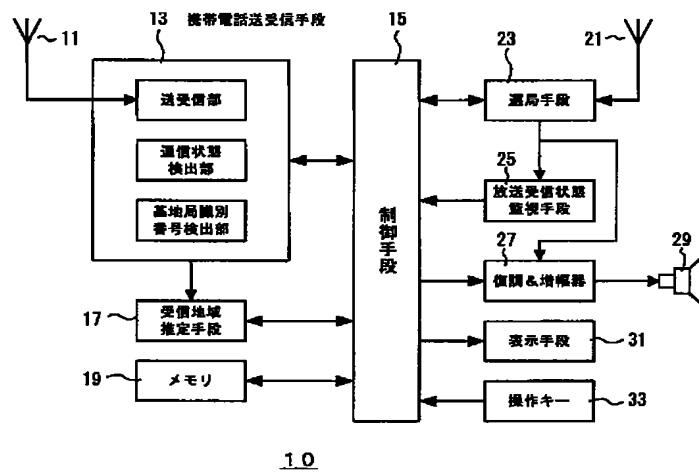 11
13
携帯電話送受信手段
15
23
21
送受信部
選局手段
通信状態
検出部
25
放送受信状態
監視手段
基地局識別
番号検出部
制御手段
27
復調&増幅器
29
17
受信地域
推定手段
表示手段
31
19
メモリ
操作キー
33
10